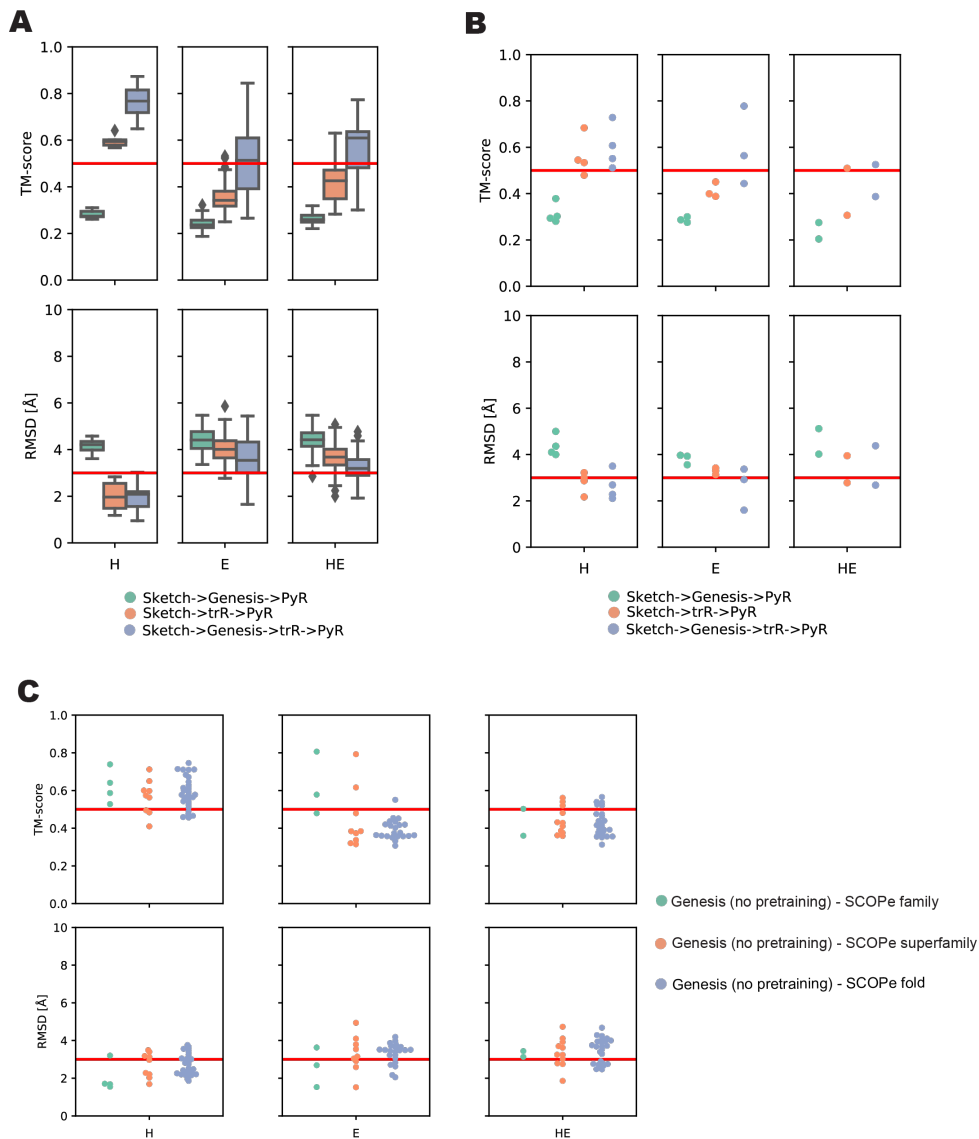 A
TM-score
1.0
0.8
0.6
0.4
0.2
0.0
RMSD [Å]
10
8
6
4
2
0
H
E
HE
Sketch->Genesis->PyR
Sketch->trR->PyR
Sketch->Genesis->trR->PyR
B
TM-score
1.0
0.8
0.6
0.4
0.2
0.0
RMSD [Å]
10
8
6
4
2
0
H
E
HE
Sketch->Genesis->PyR
Sketch->trR->PyR
Sketch->Genesis->trR->PyR
C
TM-score
1.0
0.8
0.6
0.4
0.2
0.0
RMSD [Å]
10
8
6
4
2
0
H
E
HE
Genesis (no pretraining) - SCOPe family
Genesis (no pretraining) - SCOPe superfamily
Genesis (no pretraining) - SCOPe fold